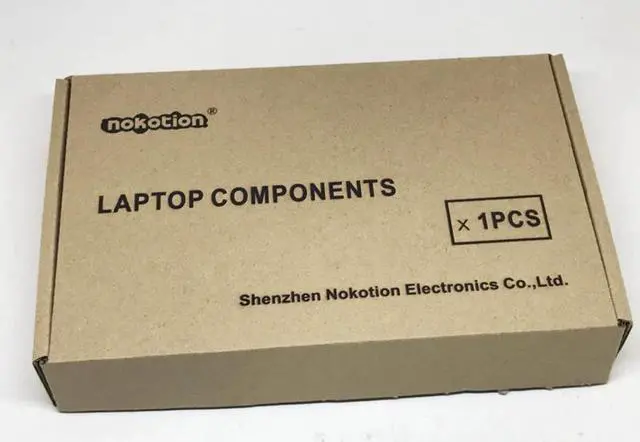 nokotion®
LAPTOP COMPONENTS
x 1PCS
Shenzhen Nokotion Electronics Co.,Ltd.